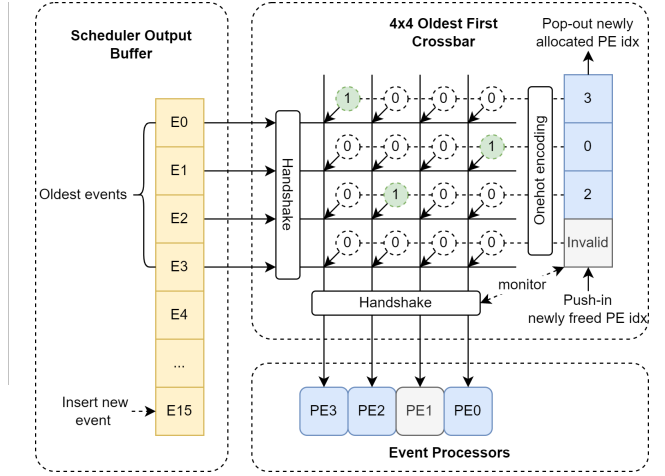 Scheduler Output
Buffer
E0
E1
E2
E3
E4
...
E15
Oldest events
Insert new
event
4x4 Oldest First
Crossbar
Handshake
1 0 0 0
0 0 0 1
0 1 0 0
0 0 0 0
Onehot encoding
Pop-out newly
allocated PE idx
3
0
2
Invalid
monitor
Push-in
newly freed PE idx
Handshake
PE3 PE2 PE1 PE0
Event Processors